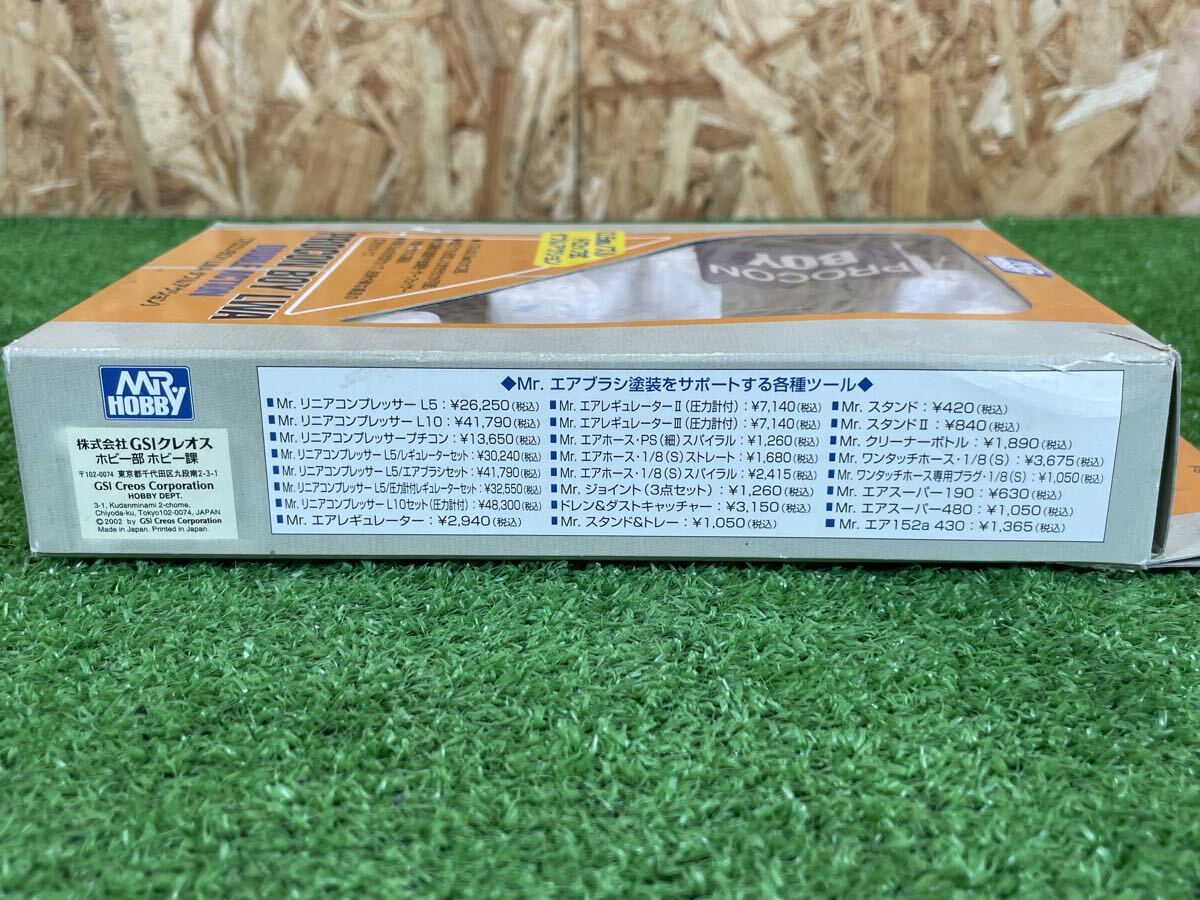 PROCON BOY LWA
DOUBLE ACTION
PROCON
BOY
MR.
HOBBY
MR.
HOBBY
株式会社 GSIクレオス
ホビー部 ホビー課
〒102-0074 東京都千代田区九段南2-3-1
GSI Creos Corporation
HOBBY DEPT.
3-1, Kudanminami 2-chome,
Chiyoda-ku, Tokyo102-0074, JAPAN
©2002 by GSI Creos Corporation
Made in Japan. Printed in Japan.
◆Mr. エアブラシ塗装をサポートする各種ツール◆
■Mr. リニアコンプレッサー L5：¥26,250(税込)
■Mr. リニアコンプレッサー L10：¥41,790(税込)
■Mr. リニアコンプレッサープチコン：¥13,650(税込)
■Mr. リニアコンプレッサー L5/レギュレーターセット：¥30,240(税込)
■Mr. リニアコンプレッサー L5/エアブラシセット：¥41,790(税込)
■Mr. リニアコンプレッサー L5/圧力計付レギュレーターセット：¥32,550(税込)
■Mr. リニアコンプレッサー L10セット(圧力計付)：¥48,300(税込)
■Mr. エアレギュレーター：¥2,940(税込)
■Mr. エアレギュレーターⅡ(圧力計付)：¥7,140(税込)
■Mr. エアレギュレーターⅢ(圧力計付)：¥7,140(税込)
■Mr. エアホース・PS(細)スパイラル：¥1,260(税込)
■Mr. エアホース・1/8(S)ストレート：¥1,680(税込)
■Mr. エアホース・1/8(S)スパイラル：¥2,415(税込)
■Mr. ジョイント(3点セット)：¥1,260(税込)
■ドレン&ダストキャッチャー：¥3,150(税込)
■Mr. スタンド&トレー：¥1,050(税込)
■Mr. スタンド：¥420(税込)
■Mr. スタンドⅡ：¥840(税込)
■Mr. クリーナーボトル：¥1,890(税込)
■Mr. ワンタッチホース・1/8(S)：¥3,675(税込)
■Mr. ワンタッチホース専用プラグ・1/8(S)：¥1,050(税込)
■Mr. エアスーパー190：¥630(税込)
■Mr. エアスーパー480：¥1,050(税込)
■Mr. エア152a 430：¥1,365(税込)